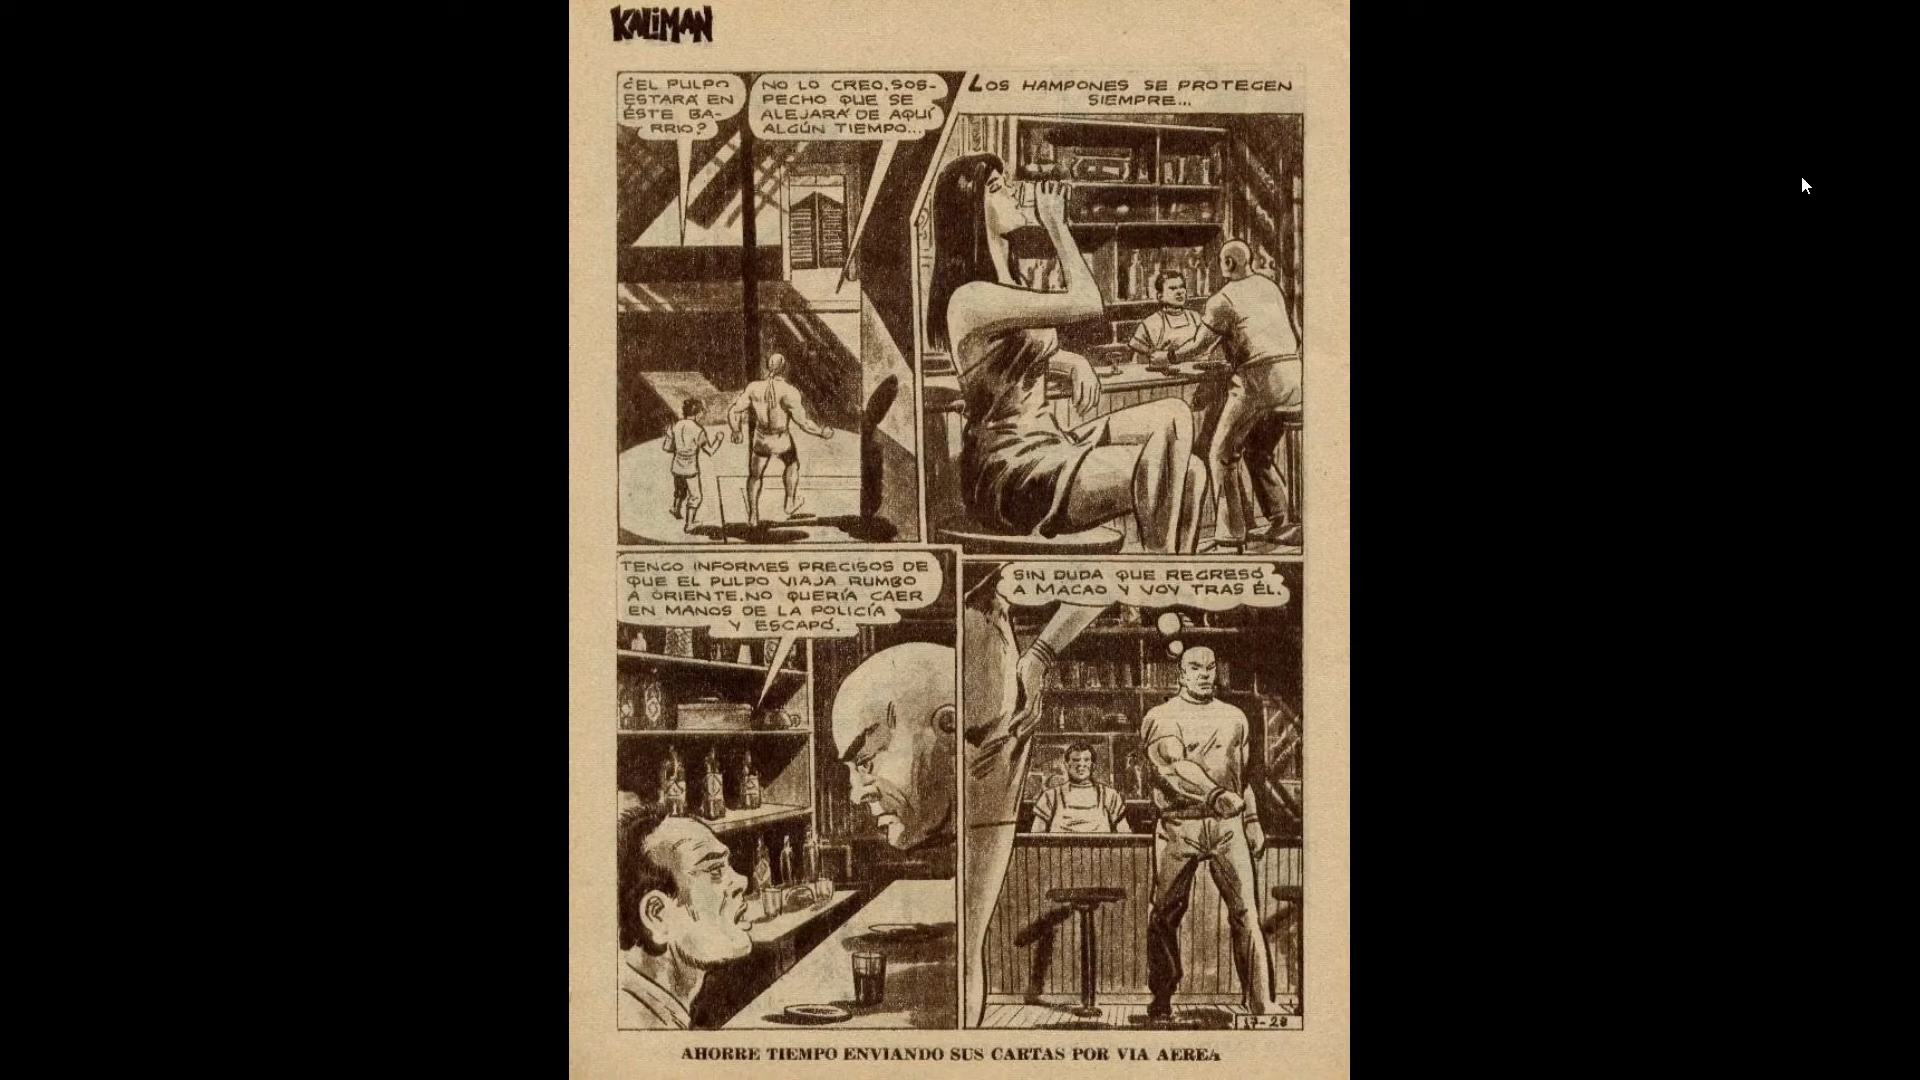 KALIMAN
¿EL PULPO
ESTARÁ EN
ÉSTE BA-
RRIO?
NO LO CREO. SOS-
PECHO QUE SE
ALEJARÁ DE AQUÍ
ALGÚN TIEMPO...
LOS HAMPONES SE PROTEGEN
SIEMPRE...
TENGO INFORMES PRECISOS DE
QUE EL PULPO VIAJA RUMBO
A ORIENTE. NO QUERÍA CAER
EN MANOS DE LA POLICÍA
Y ESCAPÓ.
SIN DUDA QUE REGRESÓ
A MACAO Y VOY TRAS ÉL.
17-28
AHORRE TIEMPO ENVIANDO SUS CARTAS POR VIA AEREA